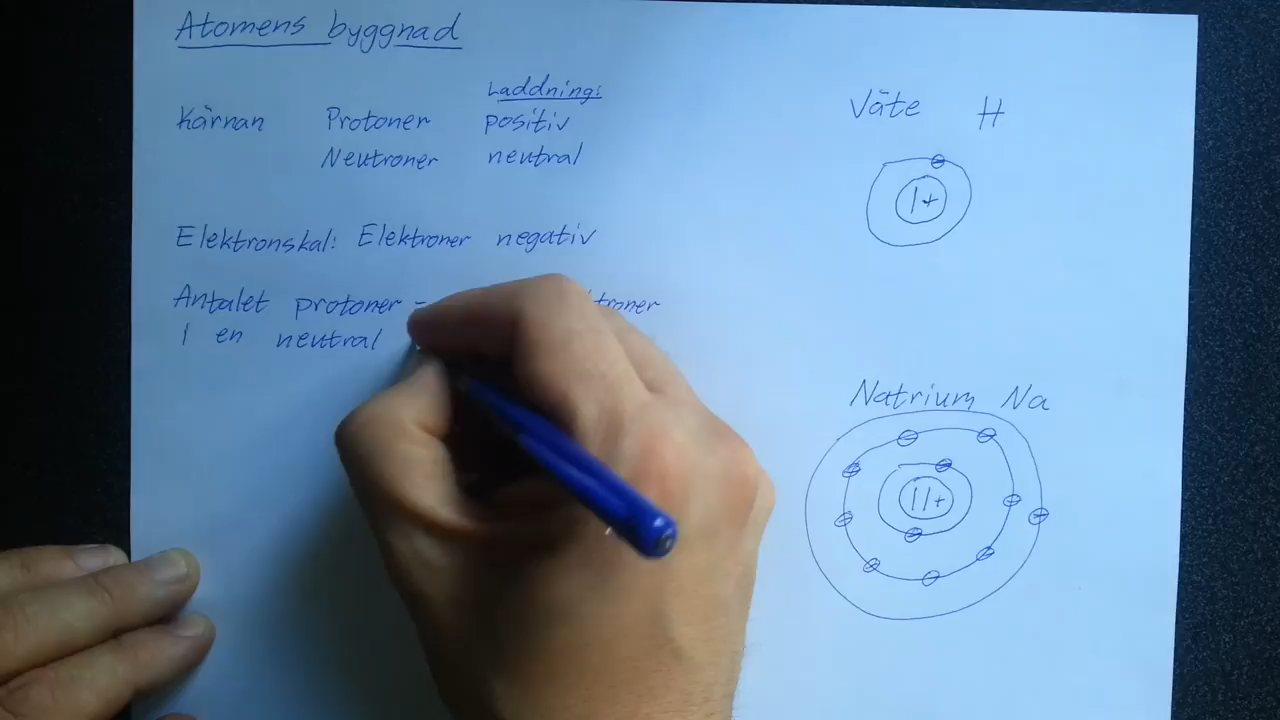 Atomens byggnad
Laddning:
Kärnan Protoner positiv
Neutroner neutral
Elektronskal: Elektroner negativ
Antalet protoner =
I en neutral
Väte H
1+
Natrium Na
11+